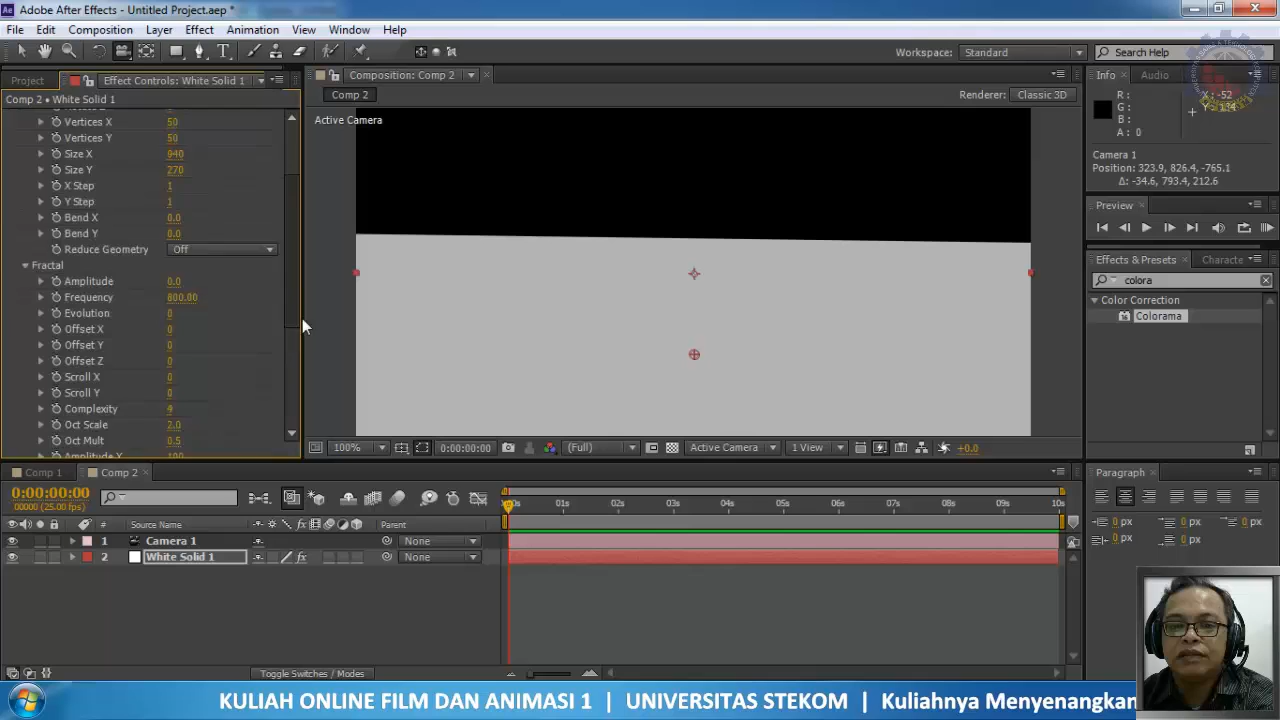 Adobe After Effects - Untitled Project.aep *
File Edit Composition Layer Effect Animation View Window Help
Workspace: Standard Search Help
Project Effect Controls: White Solid 1 Composition: Comp 2 Info Audio
Comp 2 • White Solid 1
Comp 2 Renderer: Classic 3D
Active Camera
R :
G :
B :
A : 0
X : -52
Camera 1
Position: 323.9, 826.4, -765.1
Δ: -34.6, 793.4, 212.6
Preview
Effects & Presets Characte
colora
Color Correction
Colorama
Vertices X 50
Vertices Y 50
Size X 940
Size Y 270
X Step 1
Y Step 1
Bend X 0.0
Bend Y 0.0
Reduce Geometry Off
Fractal
Amplitude 0.0
Frequency 800.00
Evolution 0
Offset X 0
Offset Y 0
Offset Z 0
Scroll X 0
Scroll Y 0
Complexity 4
Oct Scale 2.0
Oct Mult 0.5
Amplitude X 100
100% 0:00:00:00 (Full) Active Camera 1 View +0.0
Comp 1 Comp 2
0:00:00:00
00000 (25.00 fps)
# Source Name Parent
1 Camera 1 None
2 White Solid 1 None
01s 02s 03s 04s 05s 06s 07s 08s 09s 10s
Toggle Switches / Modes
Paragraph
0 px 0 px 0 px
0 px 0 px
KULIAH ONLINE FILM DAN ANIMASI 1 | UNIVERSITAS STEKOM | Kuliahnya Menyenangkan